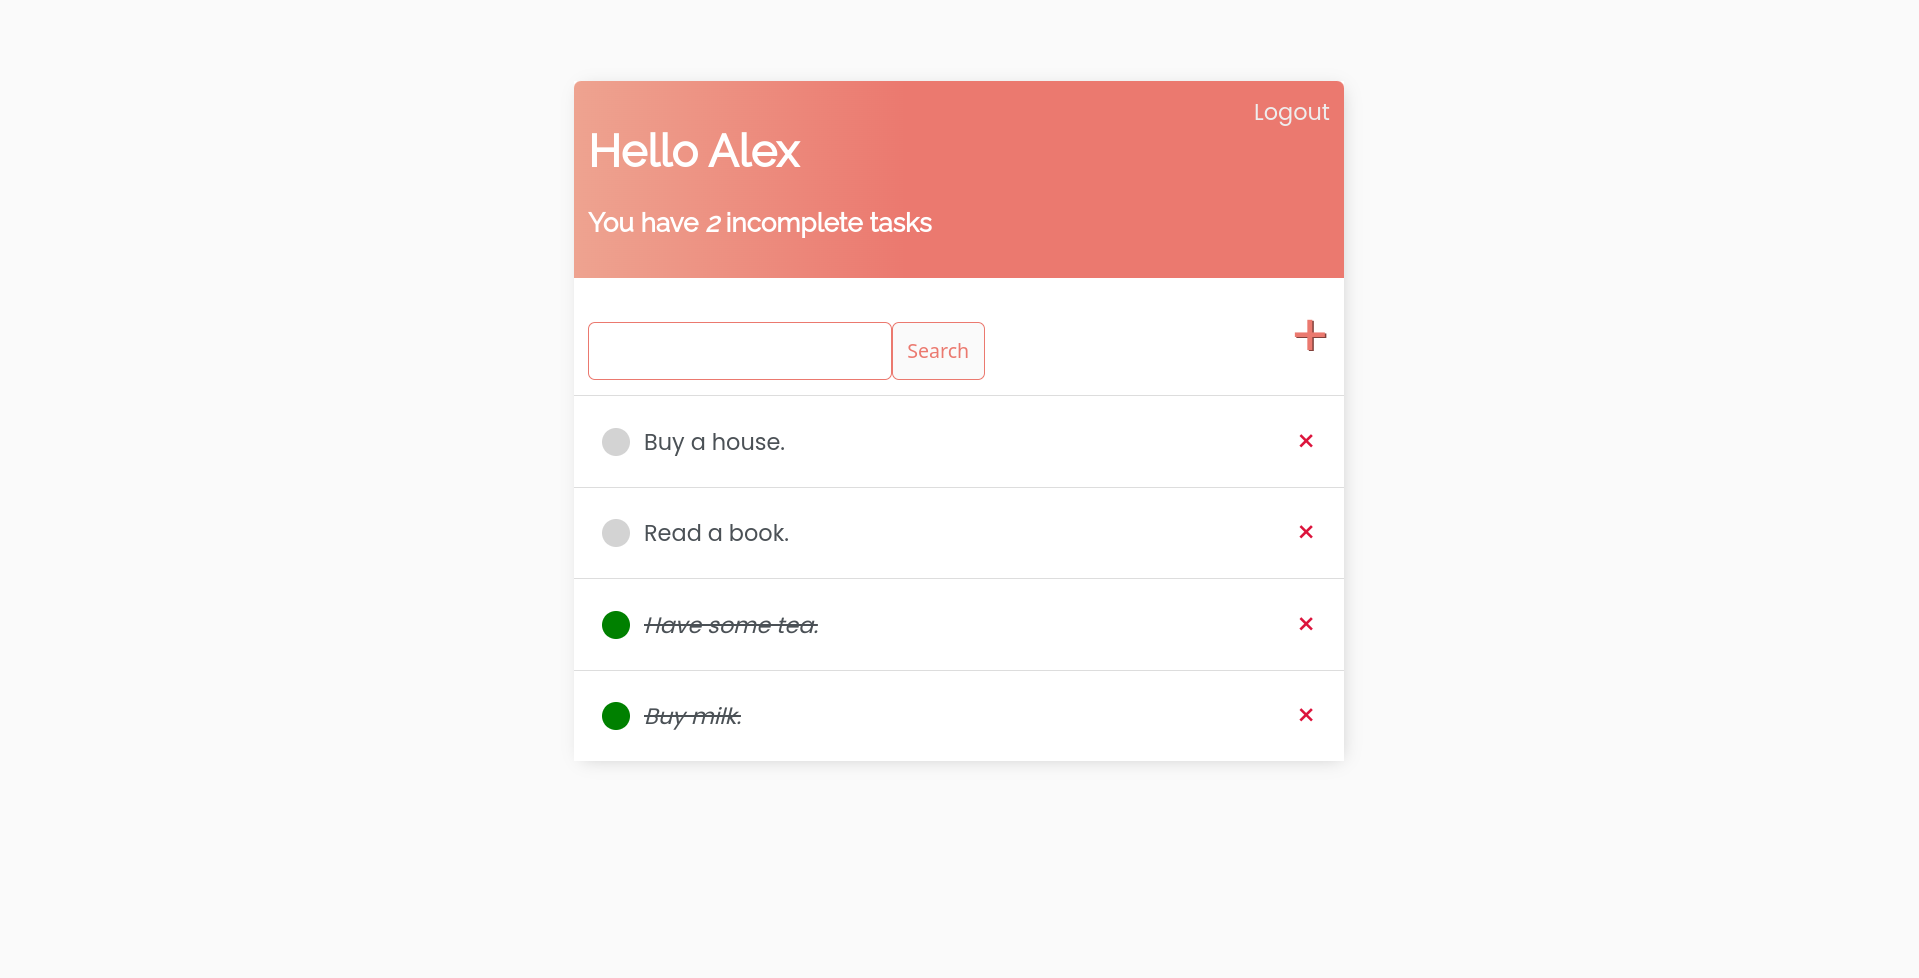 Logout
Hello Alex
You have 2 incomplete tasks
Search
Buy a house.
Read a book.
Have some tea.
Buy milk.